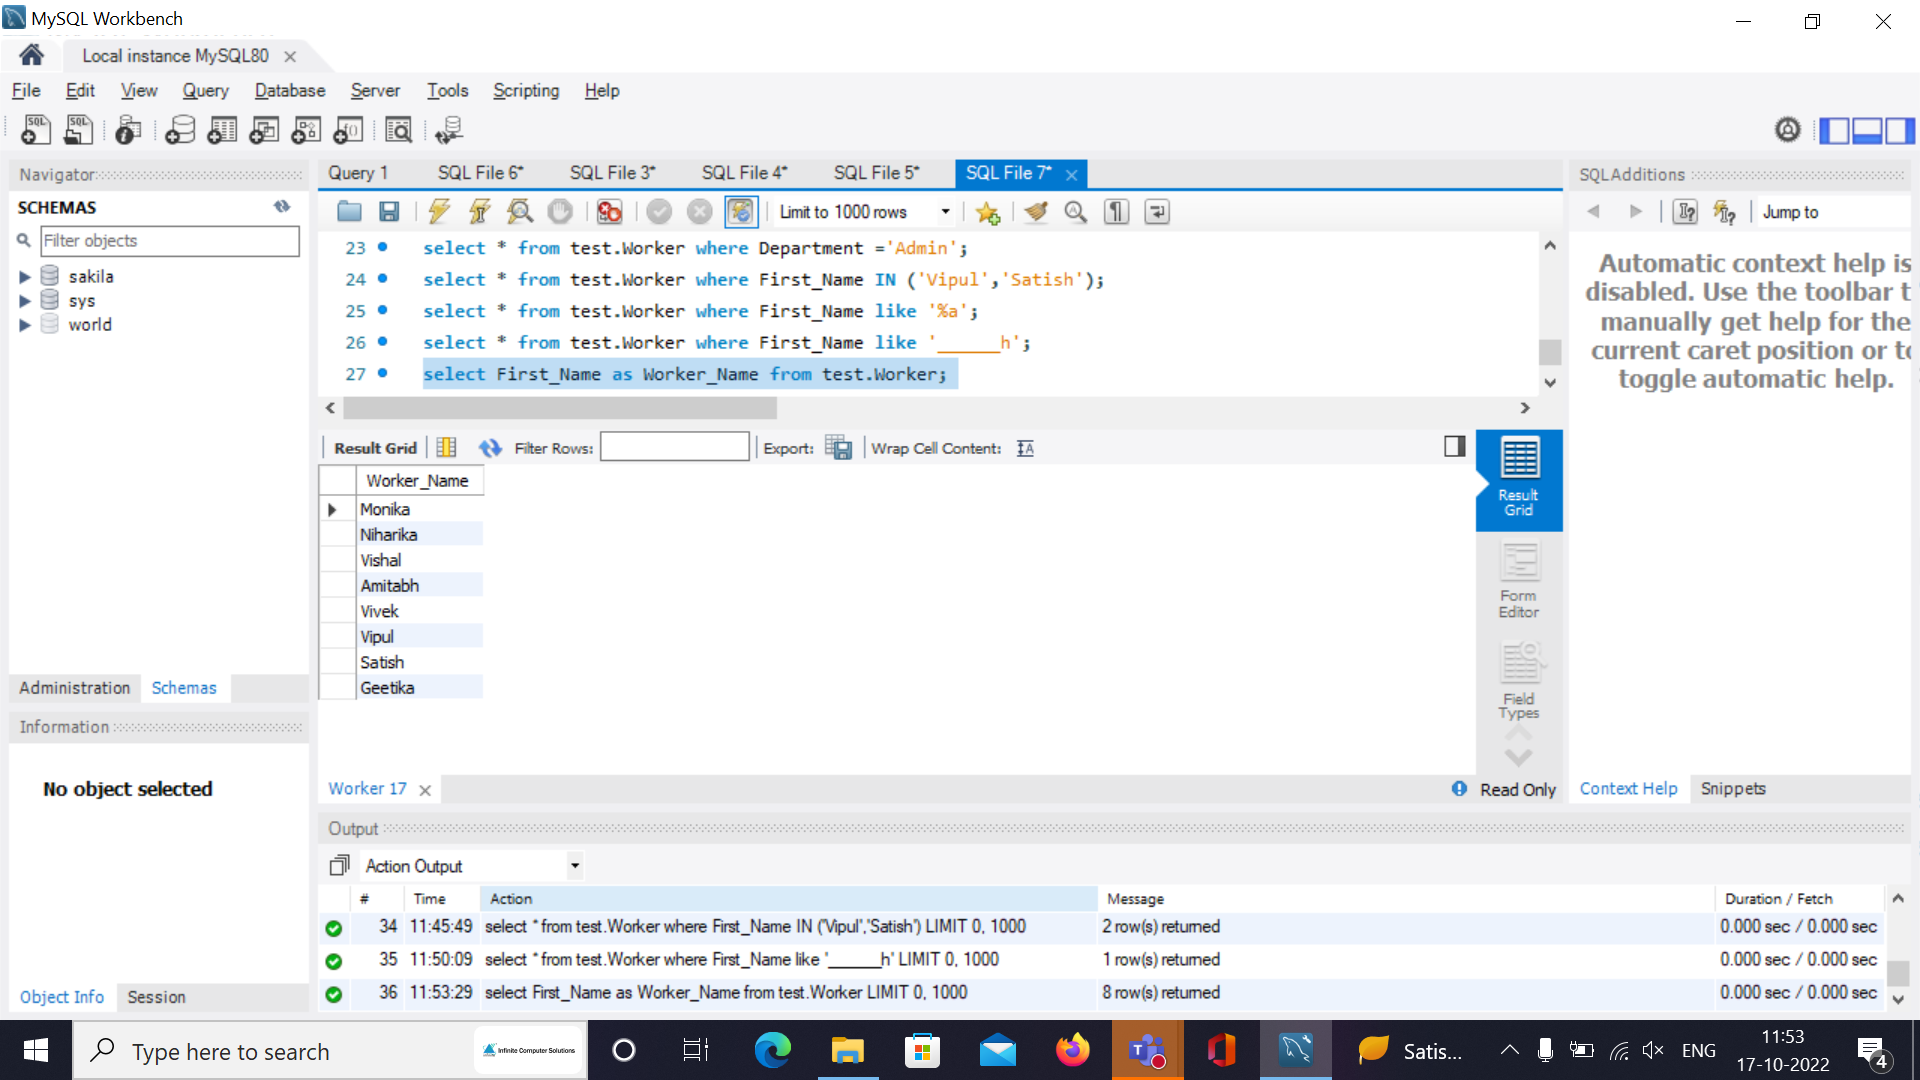 MySQL Workbench
Local instance MySQL80
File Edit View Query Database Server Tools Scripting Help
Navigator
SCHEMAS
Filter objects
sakila
sys
world
Administration Schemas
Information
No object selected
Object Info Session
Query 1 SQL File 6* SQL File 3* SQL File 4* SQL File 5* SQL File 7*
Limit to 1000 rows
23 select * from test.Worker where Department ='Admin';
24 select * from test.Worker where First_Name IN ('Vipul','Satish');
25 select * from test.Worker where First_Name like '%a';
26 select * from test.Worker where First_Name like '______h';
27 select First_Name as Worker_Name from test.Worker;
Result Grid Filter Rows: Export: Wrap Cell Content:
Worker_Name
Monika
Niharika
Vishal
Amitabh
Vivek
Vipul
Satish
Geetika
Result Grid
Form Editor
Field Types
Worker 17
Read Only
SQLAdditions
Jump to
Automatic context help is
disabled. Use the toolbar t
manually get help for the
current caret position or to
toggle automatic help.
Context Help Snippets
Output
Action Output
# Time Action Message Duration / Fetch
34 11:45:49 select * from test.Worker where First_Name IN ('Vipul','Satish') LIMIT 0, 1000 2 row(s) returned 0.000 sec / 0.000 sec
35 11:50:09 select * from test.Worker where First_Name like '______h' LIMIT 0, 1000 1 row(s) returned 0.000 sec / 0.000 sec
36 11:53:29 select First_Name as Worker_Name from test.Worker LIMIT 0, 1000 8 row(s) returned 0.000 sec / 0.000 sec
Type here to search
Infinite Computer Solutions
Satis...
ENG
11:53
17-10-2022
4